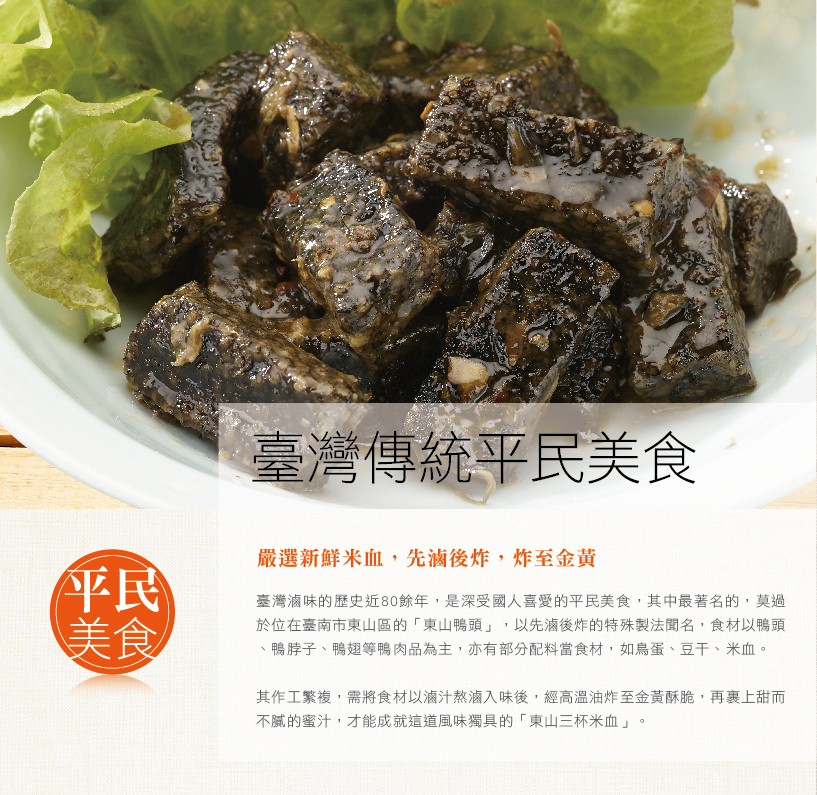 臺灣傳統平民美食
平民
美食
嚴選新鮮米血，先滷後炸，炸至金黃
臺灣滷味的歷史近80餘年，是深受國人喜愛的平民美食，其中最著名的，莫過
於位在臺南市東山區的「東山鴨頭」，以先滷後炸的特殊製法聞名，食材以鴨頭
、鴨脖子、鴨翅等鴨肉品為主，亦有部分配料當食材，如鳥蛋、豆干、米血。
其作工繁複，需將食材以滷汁熬滷入味後，經高溫油炸至金黃酥脆，再裹上甜而
不膩的蜜汁，才能成就這道風味獨具的「東山三杯米血」。